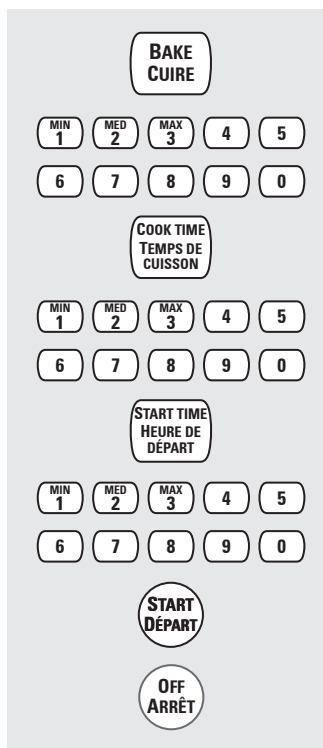 BAKE
CUIRE
MIN MED MAX
1 2 3 4 5
6 7 8 9 0
COOK TIME
TEMPS DE
CUISSON
MIN MED MAX
1 2 3 4 5
6 7 8 9 0
START TIME
HEURE DE
DÉPART
MIN MED MAX
1 2 3 4 5
6 7 8 9 0
START
DÉPART
OFF
ARRÊT